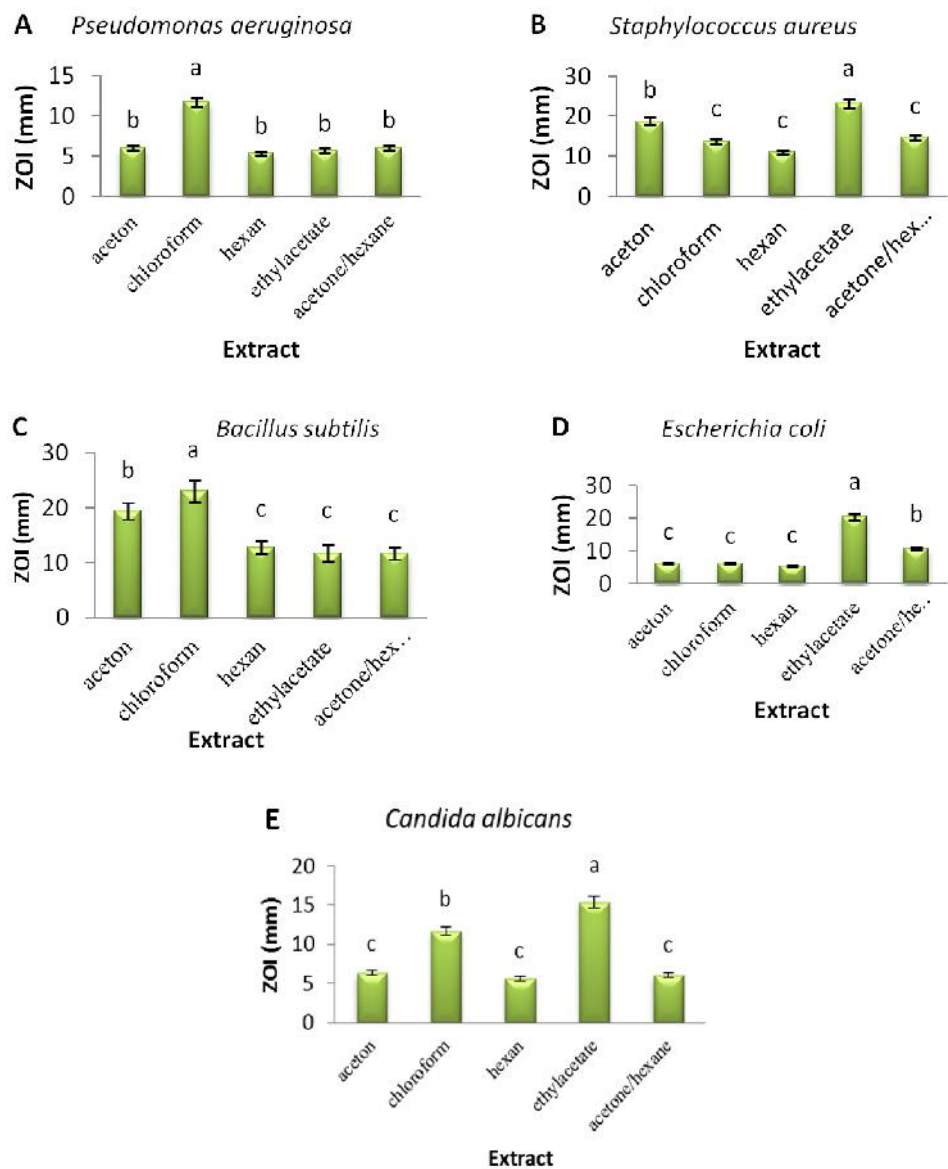 A Pseudomonas aeruginosa
a
b b b b
15
10
5
0
ZOI (mm)
aceton
chloroform
hexan
ethylacetate
acetone/hexane
Extract
B Staphylococcus aureus
a
b c c c
30
20
10
0
ZOI (mm)
aceton
chloroform
hexan
ethylacetate
acetone/hex...
Extract
C Bacillus subtilis
a
b c c c
30
20
10
0
ZOI (mm)
aceton
chloroform
hexan
ethylacetate
acetone/hex...
Extract
D Escherichia coli
a
c c c b
30
20
10
0
ZOI (mm)
aceton
chloroform
hexan
ethylacetate
acetone/he..
Extract
E Candida albicans
a
c b c c
20
15
10
5
0
ZOI (mm)
aceton
chloroform
hexan
ethylacetate
acetone/hexane
Extract